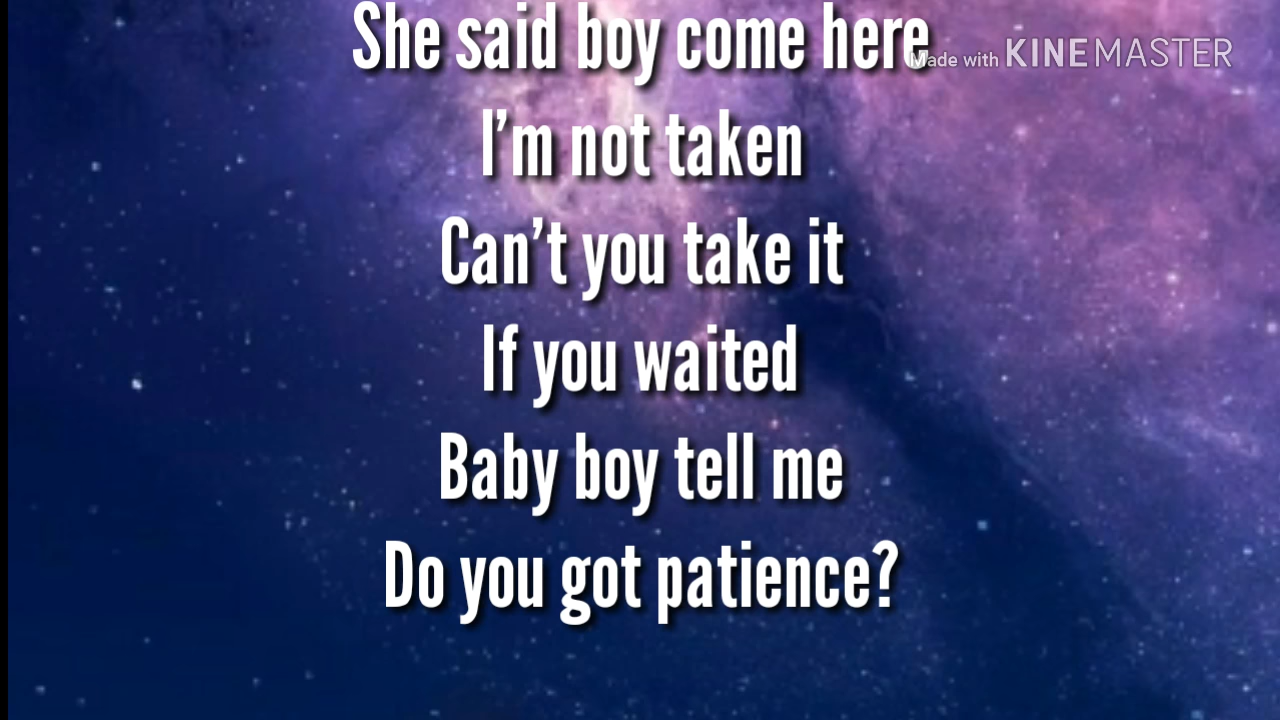 She said boy come here
Made with KINEMASTER
I'm not taken
Can't you take it
If you waited
Baby boy tell me
Do you got patience?